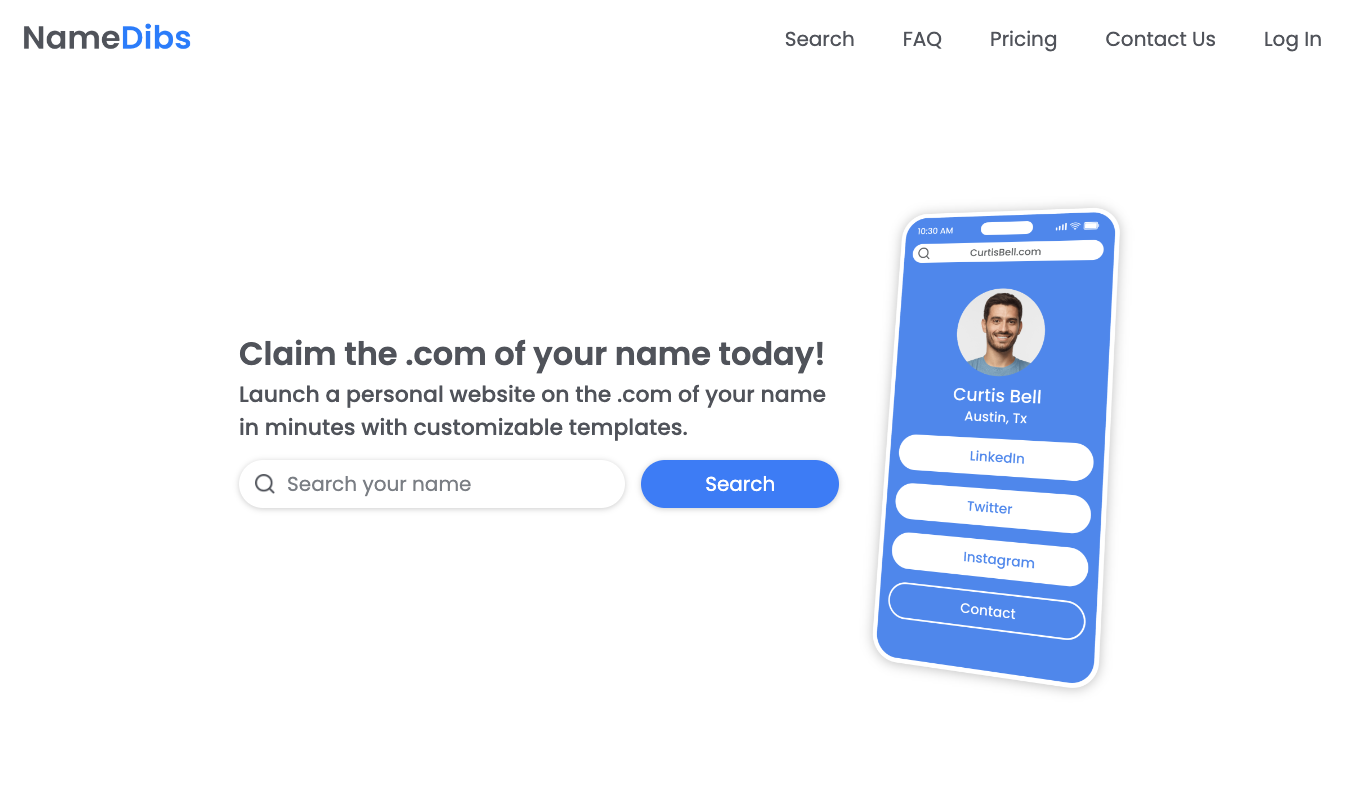 NameDibs
Search FAQ Pricing Contact Us Log In
Claim the .com of your name today!
Launch a personal website on the .com of your name
in minutes with customizable templates.
Search your name
Search
10:30 AM
CurtisBell.com
Curtis Bell
Austin, Tx
LinkedIn
Twitter
Instagram
Contact